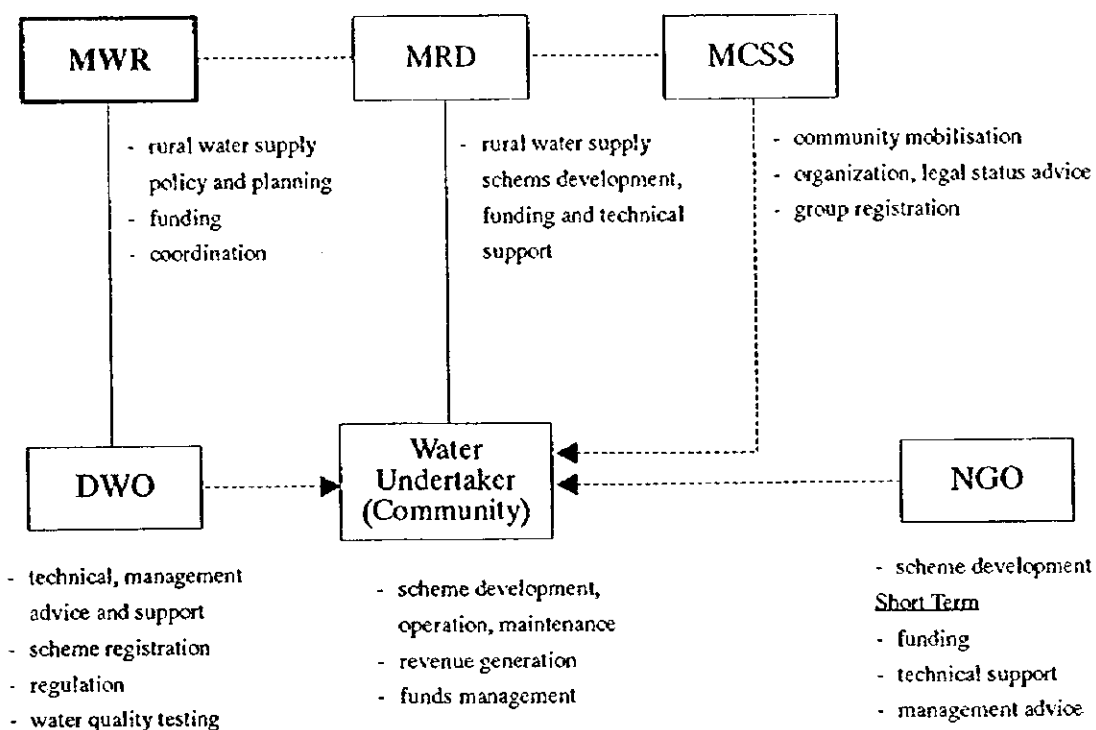 MWR
MRD
MCSS
- rural water supply
policy and planning
- funding
- coordination
- rural water supply
schems development,
funding and technical
support
- community mobilisation
- organization, legal status advice
- group registration
DWO
Water
Undertaker
(Community)
NGO
- technical, management
advice and support
- scheme registration
- regulation
- water quality testing
- scheme development,
operation, maintenance
- revenue generation
- funds management
- scheme development
Short Term
- funding
- technical support
- management advice